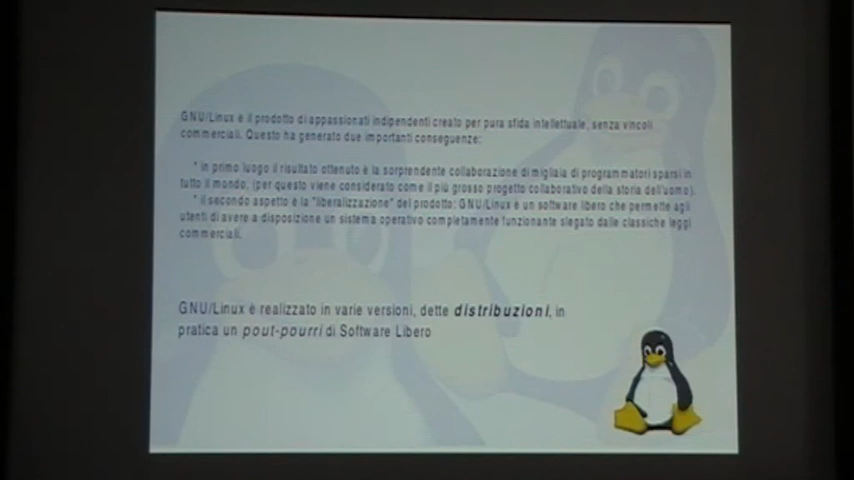 GNU/Linux è il prodotto di appassionati indipendenti creato per pura sfida intellettuale, senza vincoli
commerciali. Questo ha generato due importanti conseguenze:
* in primo luogo il risultato ottenuto è la sorprendente collaborazione di migliaia di programmatori sparsi in
tutto il mondo, (per questo viene considerato come il più grosso progetto collaborativo della storia dell'uomo).
* il secondo aspetto è la "liberalizzazione" del prodotto: GNU/Linux è un software libero che permette agli
utenti di avere a disposizione un sistema operativo completamente funzionante slegato dalle classiche leggi
commerciali.
GNU/Linux è realizzato in varie versioni, dette distribuzioni, in
pratica un pout-pourri di Software Libero